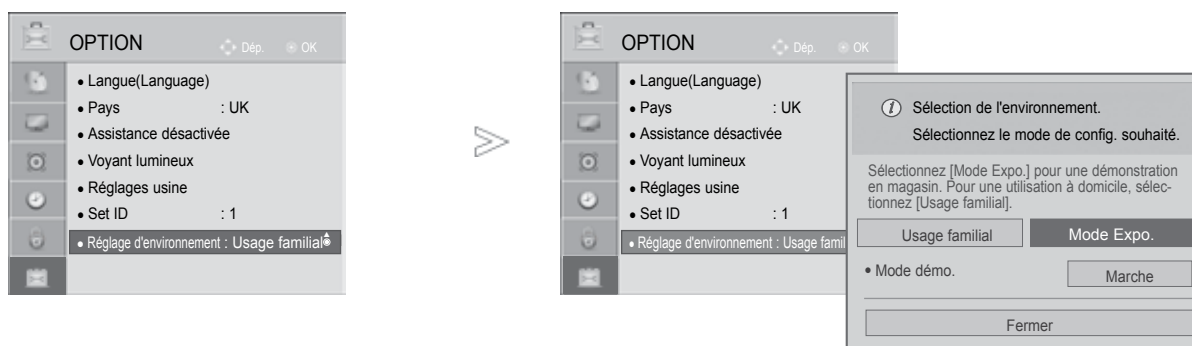 OPTION
Dép. OK
• Langue(Language)
• Pays : UK
• Assistance désactivée
• Voyant lumineux
• Réglages usine
• Set ID : 1
• Réglage d'environnement : Usage familial
OPTION
Dép. OK
• Langue(Language)
• Pays : UK
• Assistance désactivée
• Voyant lumineux
• Réglages usine
• Set ID : 1
• Réglage d'environnement : Usage famil
Sélection de l'environnement.
Sélectionnez le mode de config. souhaité.
Sélectionnez [Mode Expo.] pour une démonstration
en magasin. Pour une utilisation à domicile, sélec-
tionnez [Usage familial].
Usage familial Mode Expo.
• Mode démo. Marche
Fermer